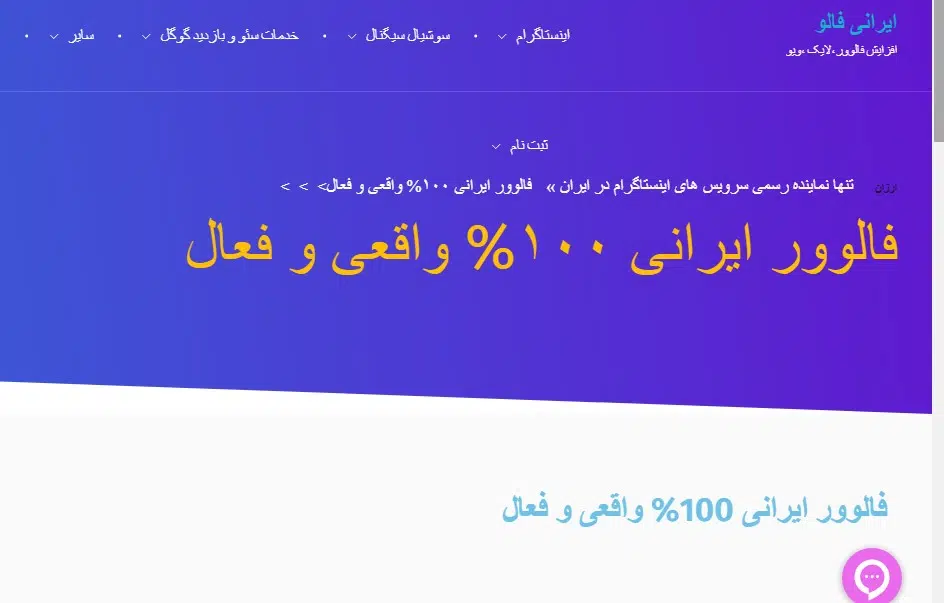 ایرانی فالو
افزایش فالوور،لایک ،ویو
اینستاگرام • سوشیال سیگنال • خدمات سئو و بازدید گوگل • سایر •
ثبت نام
ارزان تنها نماینده رسمی سرویس های اینستاگرام در ایران » فالوور ایرانی ۱۰۰% واقعی و فعال> > >
فالوور ایرانی ۱۰۰% واقعی و فعال
فالوور ایرانی 100% واقعی و فعال